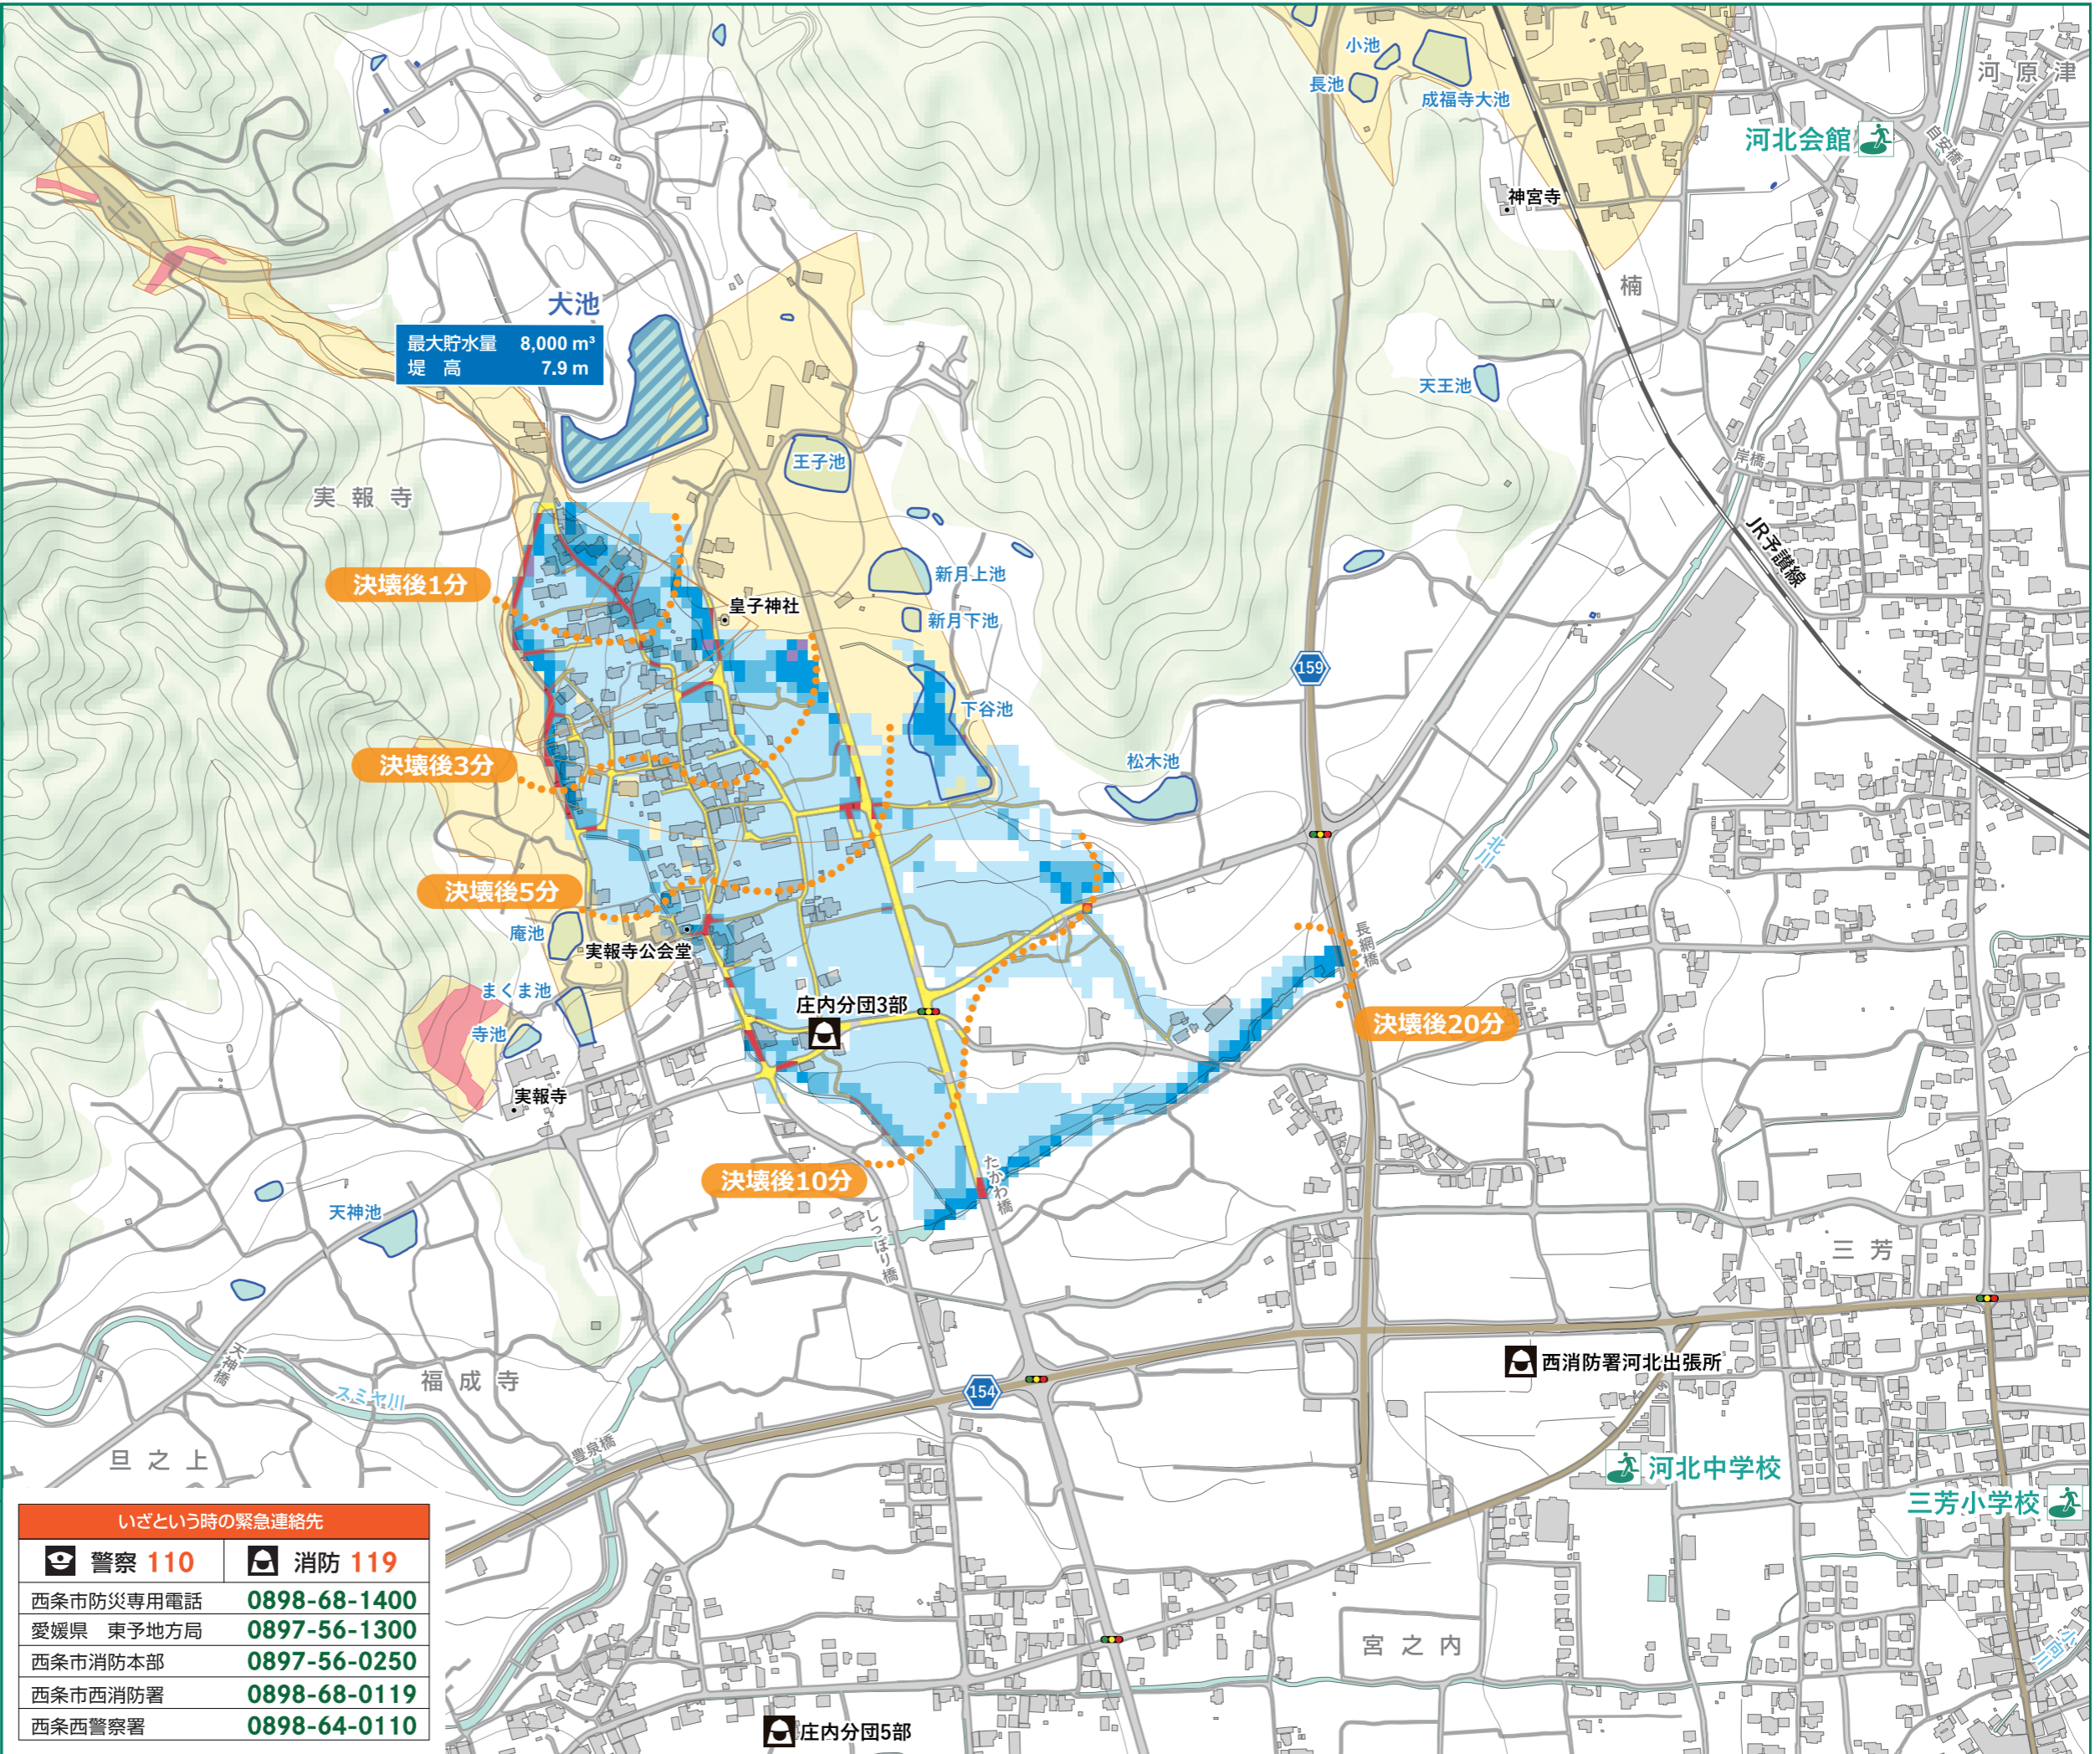 小池
長池
成福寺大池
河原津
河北会館
自安橋
神宮寺
楠
大池
最大貯水量 8,000 m³
堤 高 7.9 m
天王池
王子池
岸橋
実報寺
JR予讃線
決壊後1分
新月上池
皇子神社
新月下池
159
下谷池
決壊後3分
松木池
北川
決壊後5分
庵池
実報寺公会堂
長網橋
まくま池
庄内分団3部
決壊後20分
寺池
実報寺
決壊後10分
たかわ橋
天神池
しっぽり橋
三芳
天神橋
福成寺
スミヤ川
154
西消防署河北出張所
豊泉橋
旦之上
河北中学校
三芳小学校
いざという時の緊急連絡先
警察 110 消防 119
西条市防災専用電話 0898-68-1400
愛媛県 東予地方局 0897-56-1300
西条市消防本部 0897-56-0250
西条市西消防署 0898-68-0119
西条西警察署 0898-64-0110
宮之内
小向川
庄内分団5部